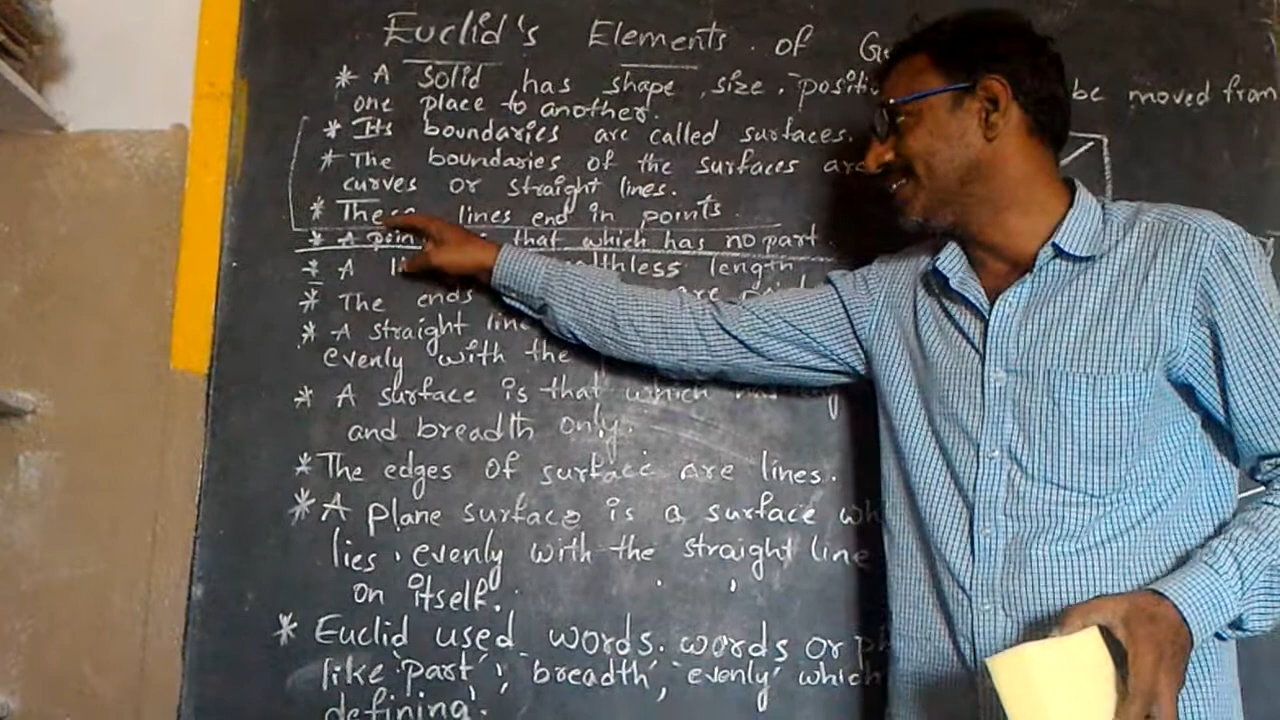 Euclid's Elements of
* A solid has shape, size, be moved from
one place to another.
* Its boundaries are called surfaces.
* The boundaries of the surfaces are
curves or straight lines.
* These lines end in points
* A that which has no part.
* A length
* The ends are
* A straight line
evenly with the
* A surface is that which
and breadth only.
* The edges of surface are lines.
* A plane surface is a surface
lies evenly with the straight line
on itself.
* Euclid used words. words or
like 'part', 'breadth', 'evenly' which
defining.